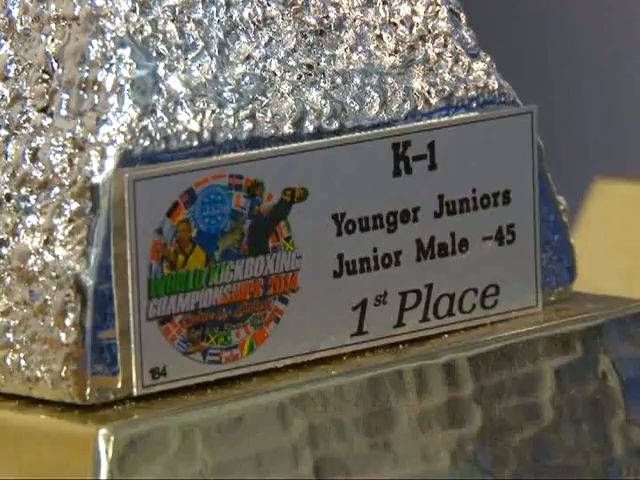 K-1
Younger Juniors
Junior Male -45
1st Place
WORLD KICKBOXING
CHAMPIONSHIPS 2014
184